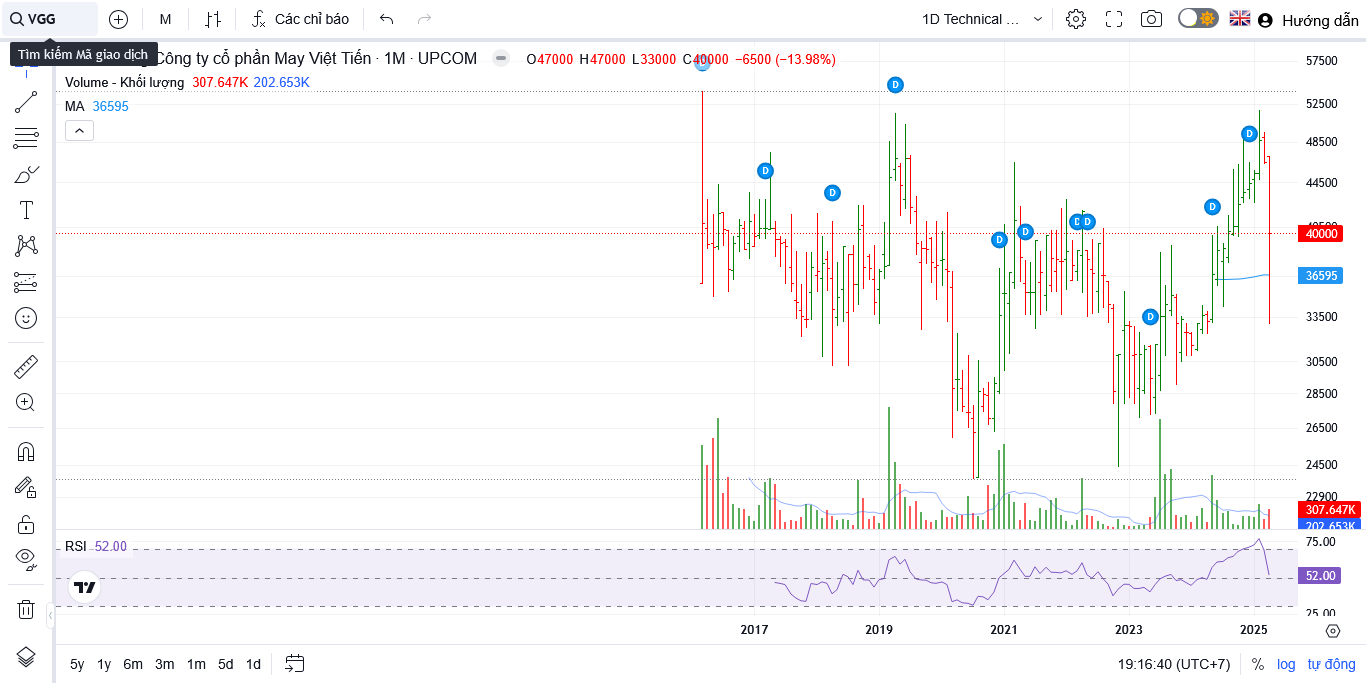 VGG
M
Các chỉ báo
1D Technical ...
Hướng dẫn
Tìm kiếm Mã giao dịch
Công ty cổ phần May Việt Tiến · 1M · UPCOM
O47000 H47000 L33000 C40000 −6500 (−13.98%)
Volume - Khối lượng 307.647K 202.653K
MA 36595
57500
52500
48500
44500
40000
36595
33500
30500
28500
26500
24500
22900
307.647K
202.653K
D
D
D
D
D
D
D
D
D
D
RSI 52.00
75.00
52.00
25.00
2017
2019
2021
2023
2025
5y 1y 6m 3m 1m 5d 1d
19:16:40 (UTC+7)
% log tự động